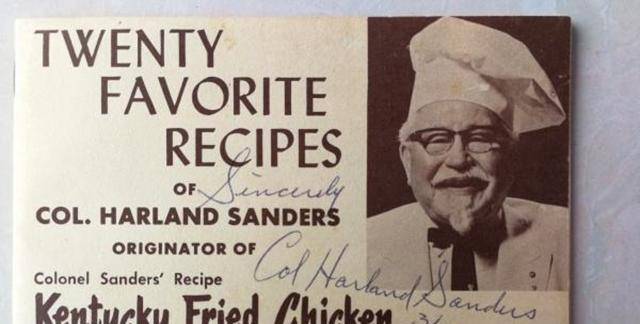 TWENTY
FAVORITE
RECIPES
OF Sincerely
COL. HARLAND SANDERS
ORIGINATOR OF
Col Harland Sanders
Colonel Sanders' Recipe
Kentucky Fried Chicken